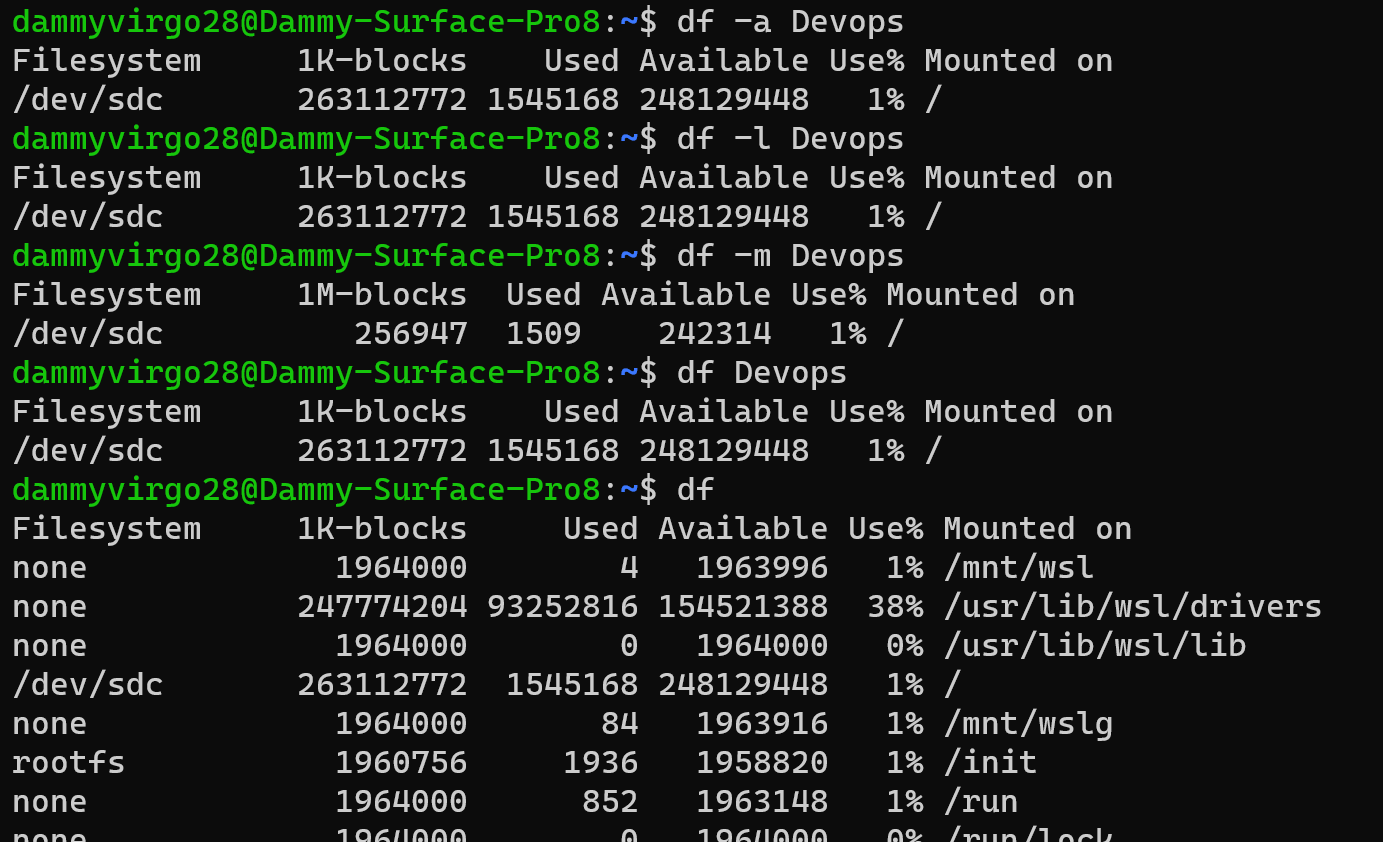 dammyvirgo28@Dammy-Surface-Pro8:~$ df -a Devops
Filesystem     1K-blocks    Used Available Use% Mounted on
/dev/sdc       263112772 1545168 248129448   1% /
dammyvirgo28@Dammy-Surface-Pro8:~$ df -l Devops
Filesystem     1K-blocks    Used Available Use% Mounted on
/dev/sdc       263112772 1545168 248129448   1% /
dammyvirgo28@Dammy-Surface-Pro8:~$ df -m Devops
Filesystem     1M-blocks  Used Available Use% Mounted on
/dev/sdc          256947  1509    242314   1% /
dammyvirgo28@Dammy-Surface-Pro8:~$ df Devops
Filesystem     1K-blocks    Used Available Use% Mounted on
/dev/sdc       263112772 1545168 248129448   1% /
dammyvirgo28@Dammy-Surface-Pro8:~$ df
Filesystem     1K-blocks     Used Available Use% Mounted on
none             1964000        4   1963996   1% /mnt/wsl
none           247774204 93252816 154521388  38% /usr/lib/wsl/drivers
none             1964000        0   1964000   0% /usr/lib/wsl/lib
/dev/sdc       263112772  1545168 248129448   1% /
none             1964000       84   1963916   1% /mnt/wslg
rootfs           1960756     1936   1958820   1% /init
none             1964000      852   1963148   1% /run
none             1964000        0   1964000   0% /run/lock